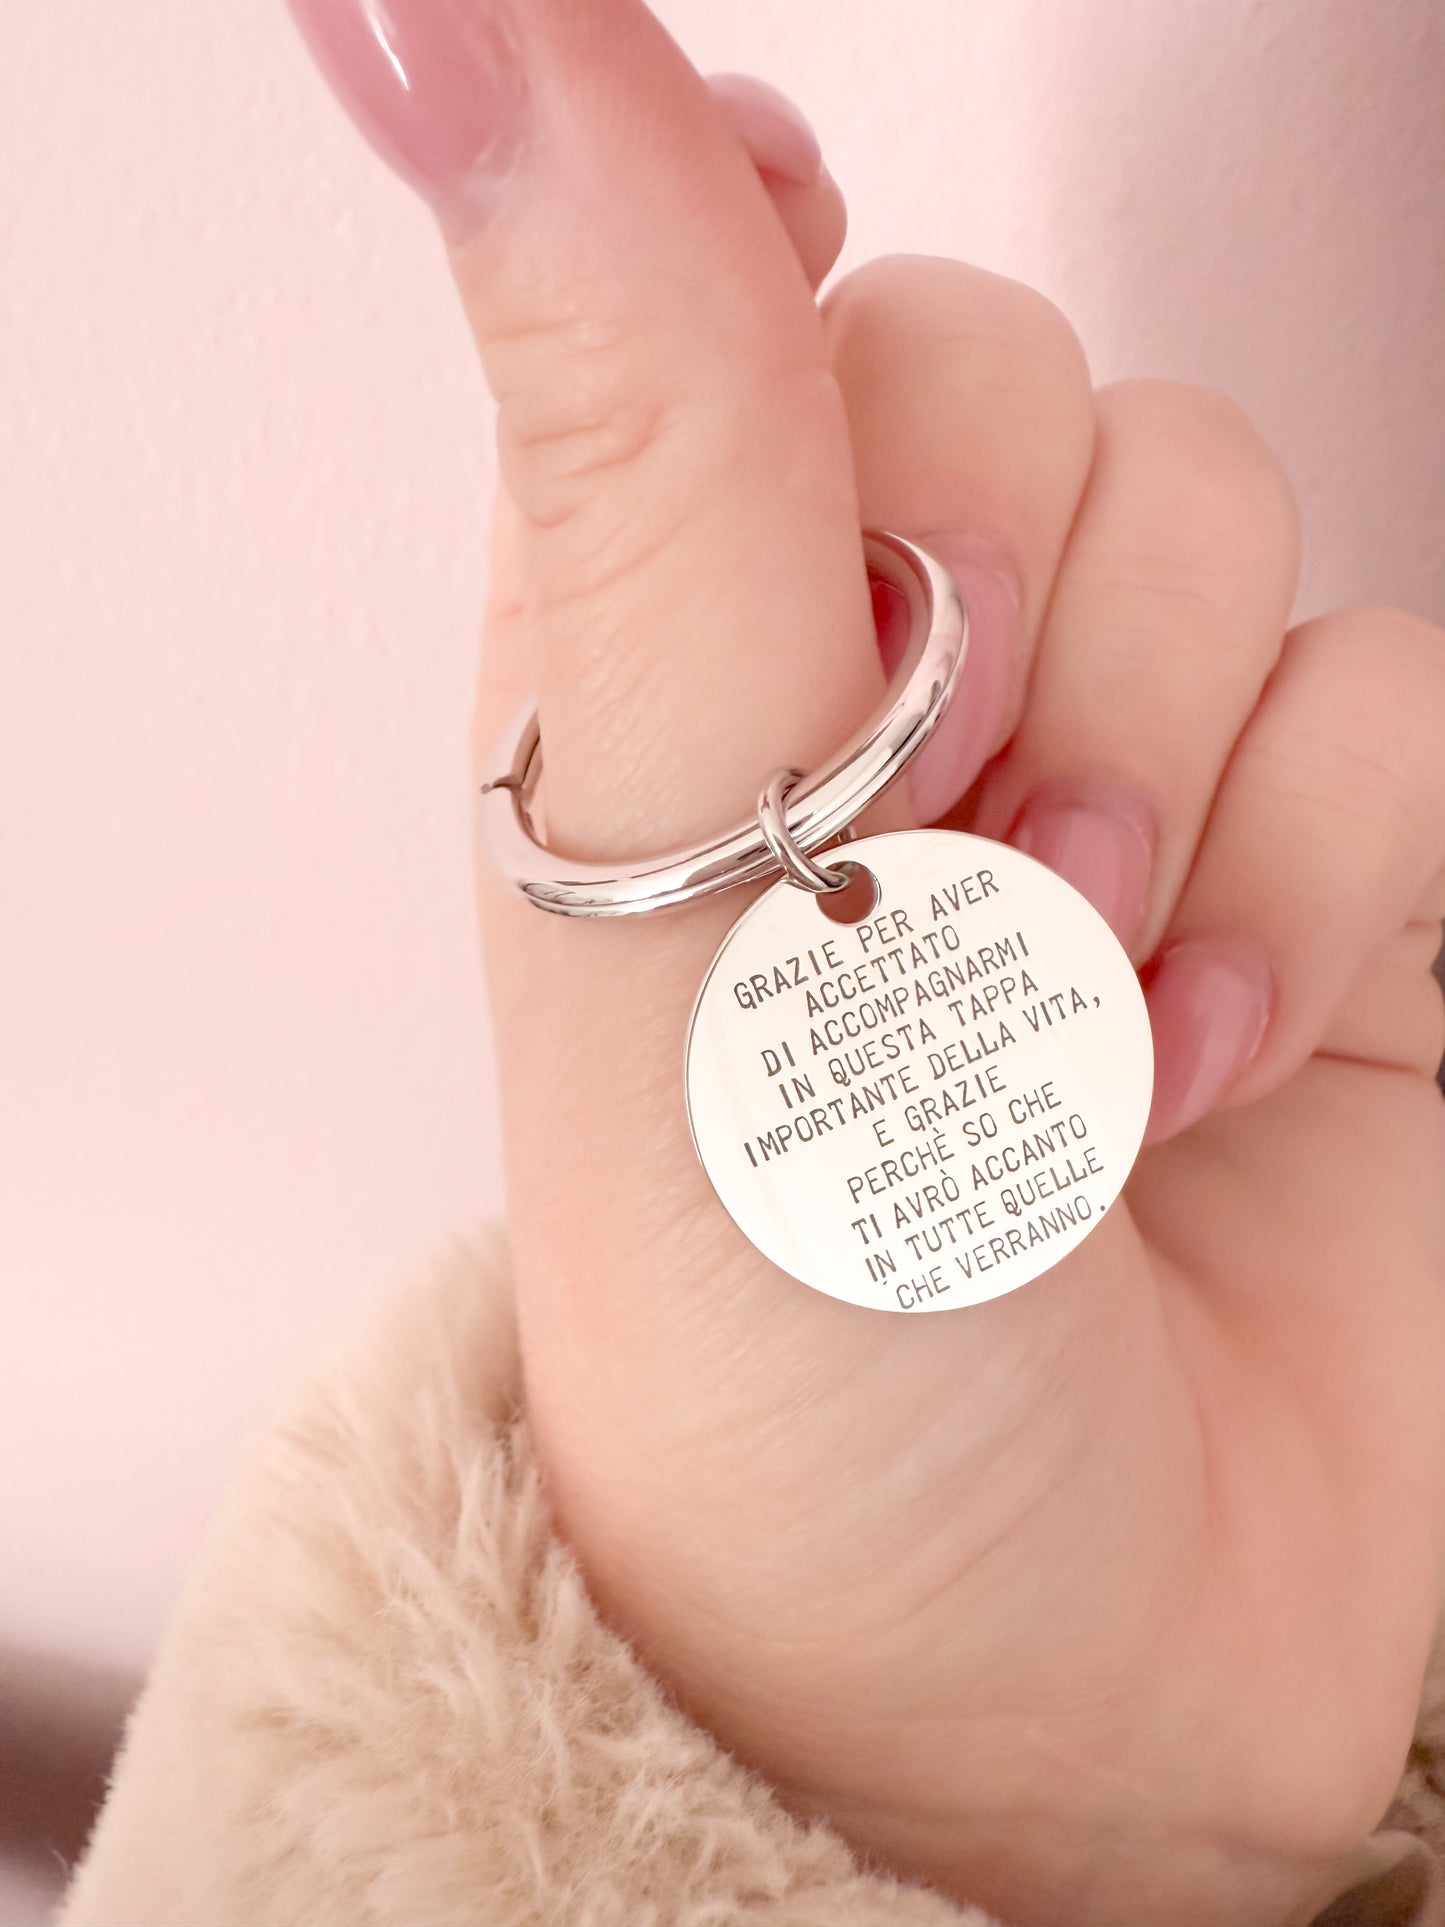 GRAZIE PER AVER
ACCETTATO
DI ACCOMPAGNARMI
IN QUESTA TAPPA
IMPORTANTE DELLA VITA,
E GRAZIE
PERCHÈ SO CHE
TI AVRÒ ACCANTO
IN TUTTE QUELLE
CHE VERRANNO.